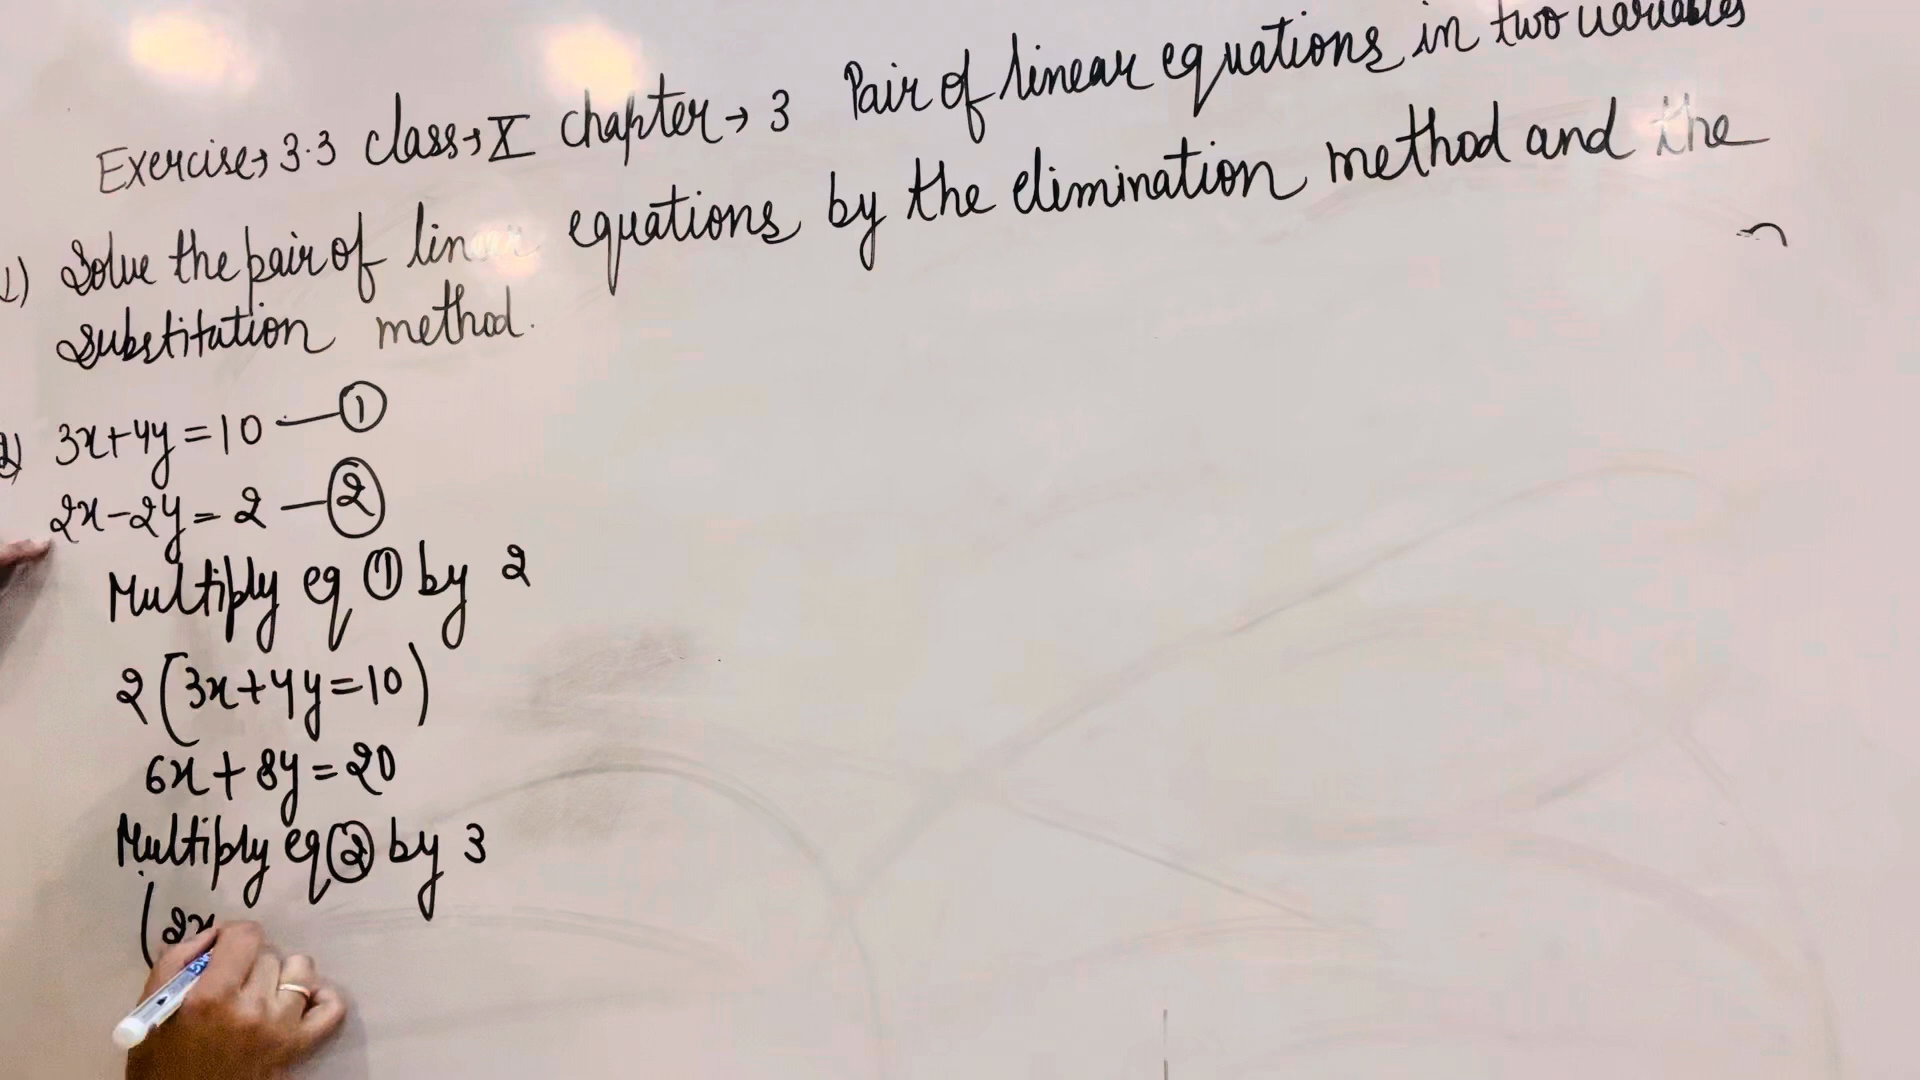 Exercise→ 3.3 class→ X chapter→ 3 Pair of linear equations in two variables
1) Solve the pair of linear equations by the elimination method and the
substitution method.
3x+4y=10 — ①
2x-2y=2 — ②
Multiply eq ① by 2
2(3x+4y=10)
6x+8y=20
Multiply eq ② by 3
(2x